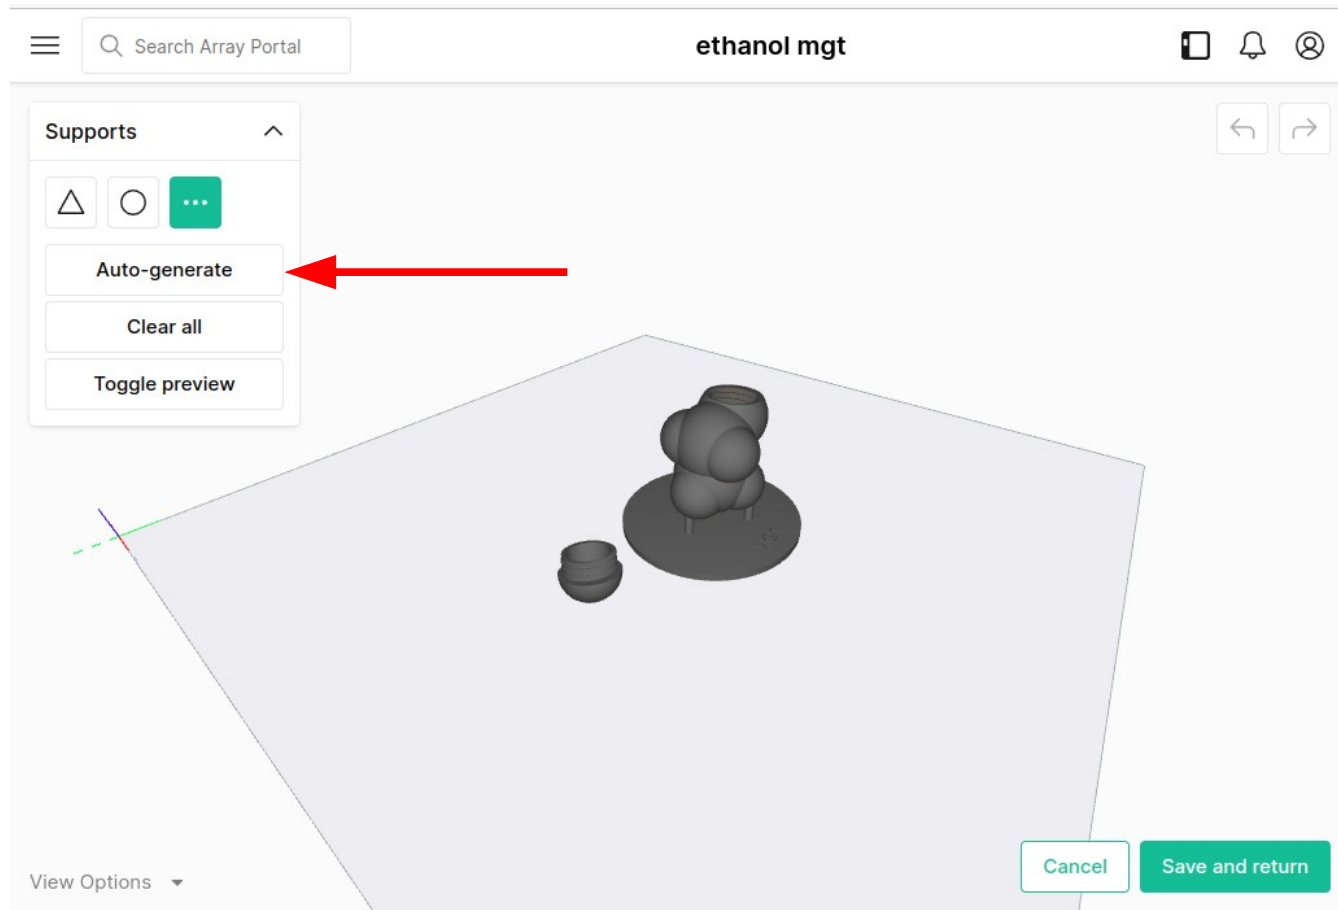 Search Array Portal
ethanol mgt
Supports
Auto-generate
Clear all
Toggle preview
View Options
Cancel
Save and return